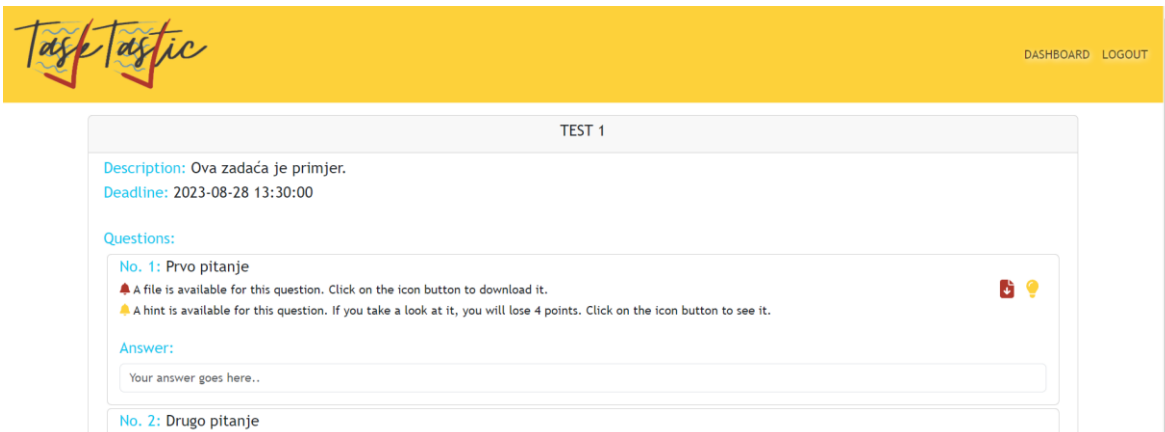 TaskTastic
DASHBOARD LOGOUT
TEST 1
Description: Ova zadaća je primjer.
Deadline: 2023-08-28 13:30:00
Questions:
No. 1: Prvo pitanje
A file is available for this question. Click on the icon button to download it.
A hint is available for this question. If you take a look at it, you will lose 4 points. Click on the icon button to see it.
Answer:
Your answer goes here..
No. 2: Drugo pitanje